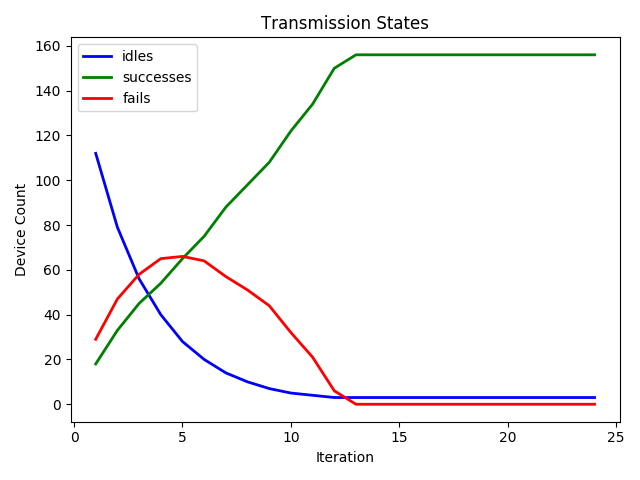 Transmission States
idles
successes
fails
Device Count
160
140
120
100
80
60
40
20
0
0 5 10 15 20 25
Iteration